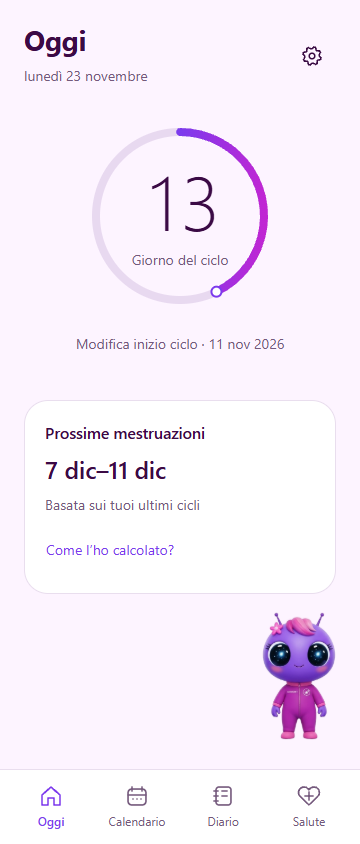 Oggi
lunedì 23 novembre
13
Giorno del ciclo
Modifica inizio ciclo · 11 nov 2026
Prossime mestruazioni
7 dic–11 dic
Basata sui tuoi ultimi cicli
Come l’ho calcolato?
Oggi
Calendario
Diario
Salute